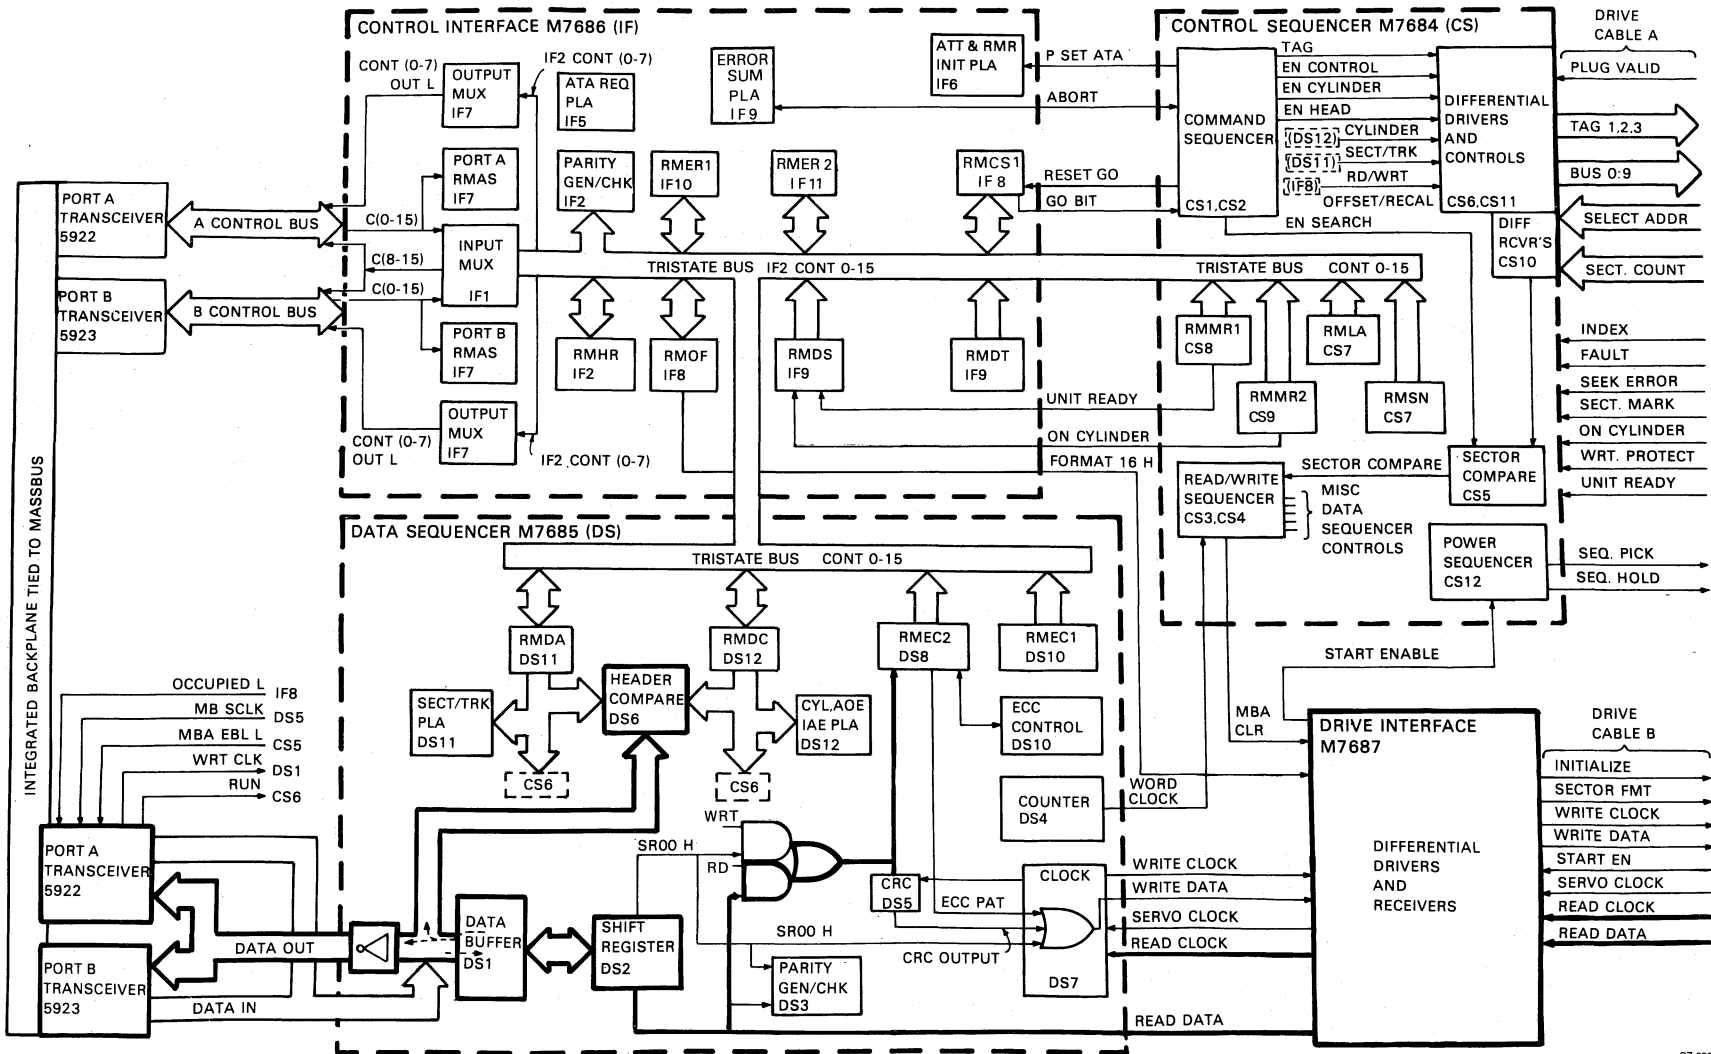 CONTROL INTERFACE M7686 (IF)
CONT (0-7)
OUT L
OUTPUT
MUX
IF7
IF2 CONT (0-7)
ATA REQ
PLA
IF5
ERROR
SUM
PLA
IF9
ATT & RMR
INIT PLA
IF6
P SET ATA
ABORT
PORT A
RMAS
IF7
PARITY
GEN/CHK
IF2
RMER1
IF10
RMER 2
IF11
RMCS 1
IF 8
RESET GO
GO BIT
C(0-15)
INPUT
MUX
IF1
C(8-15)
C(0-15)
TRISTATE BUS IF2 CONT 0-15
PORT B
RMAS
IF7
RMHR
IF2
RMOF
IF8
RMDS
IF9
RMDT
IF9
UNIT READY
ON CYLINDER
FORMAT 16 H
OUTPUT
MUX
IF7
CONT (0-7)
OUT L
IF2 CONT (0-7)
INTEGRATED BACKPLANE TIED TO MASSBUS
PORT A
TRANSCEIVER
5922
A CONTROL BUS
PORT B
TRANSCEIVER
5923
B CONTROL BUS
CONTROL SEQUENCER M7684 (CS)
COMMAND
SEQUENCER
CS1,CS2
TAG
EN CONTROL
EN CYLINDER
EN HEAD
(DS12)
CYLINDER
(DS11)
SECT/TRK
(IF8)
RD/WRT
OFFSET/RECAL
EN SEARCH
DIFFERENTIAL
DRIVERS
AND
CONTROLS
CS6,CS11
DIFF
RCVR'S
CS10
TRISTATE BUS CONT 0-15
RMMR1
CS8
RMLA
CS7
RMMR2
CS9
RMSN
CS7
SECTOR COMPARE
SECTOR
COMPARE
CS5
READ/WRITE
SEQUENCER
CS3,CS4
MISC
DATA
SEQUENCER
CONTROLS
POWER
SEQUENCER
CS12
DRIVE
CABLE A
PLUG VALID
TAG 1.2.3
BUS 0:9
SELECT ADDR
SECT. COUNT
INDEX
FAULT
SEEK ERROR
SECT. MARK
ON CYLINDER
WRT. PROTECT
UNIT READY
SEQ. PICK
SEQ. HOLD
DATA SEQUENCER M7685 (DS)
TRISTATE BUS CONT 0-15
RMDA
DS11
RMDC
DS12
RMEC2
DS8
RMEC1
DS10
SECT/TRK
PLA
DS11
HEADER
COMPARE
DS6
CYL,AOE
IAE PLA
DS12
ECC
CONTROL
DS10
CS6
CS6
COUNTER
DS4
WORD
CLOCK
WRT
SR00 H
RD
CRC
DS5
CLOCK
ECC PAT
DS7
SR00 H
CRC OUTPUT
PARITY
GEN/CHK
DS3
DATA
BUFFER
DS1
SHIFT
REGISTER
DS2
OCCUPIED L
IF8
MB SCLK
DS5
MBA EBL L
CS5
WRT CLK
DS1
RUN
CS6
PORT A
TRANSCEIVER
5922
PORT B
TRANSCEIVER
5923
DATA OUT
DATA IN
START ENABLE
MBA
CLR
DRIVE INTERFACE
M7687
DIFFERENTIAL
DRIVERS
AND
RECEIVERS
WRITE CLOCK
WRITE DATA
SERVO CLOCK
READ CLOCK
READ DATA
DRIVE
CABLE B
INITIALIZE
SECTOR FMT
WRITE CLOCK
WRITE DATA
START EN
SERVO CLOCK
READ CLOCK
READ DATA